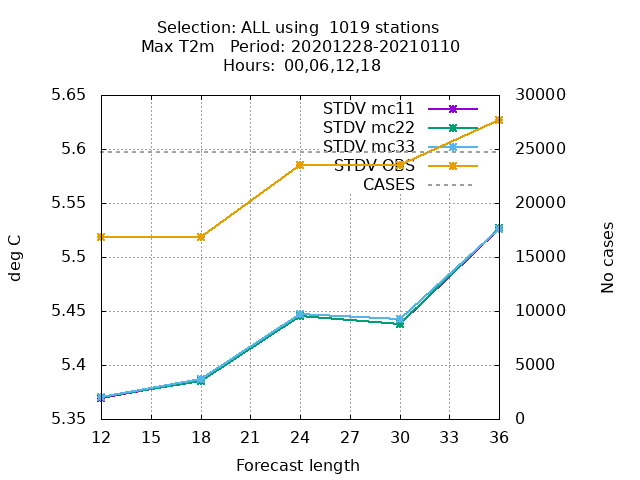 Selection: ALL using  1019 stations
Max T2m   Period: 20201228-20210110
Hours:  00,06,12,18
5.65
5.6
5.55
5.5
5.45
5.4
5.35
30000
25000
20000
15000
10000
5000
0
STDV mc11
STDV mc22
STDV mc33
STDV OBS
CASES
deg C
No cases
12 15 18 21 24 27 30 33 36
Forecast length